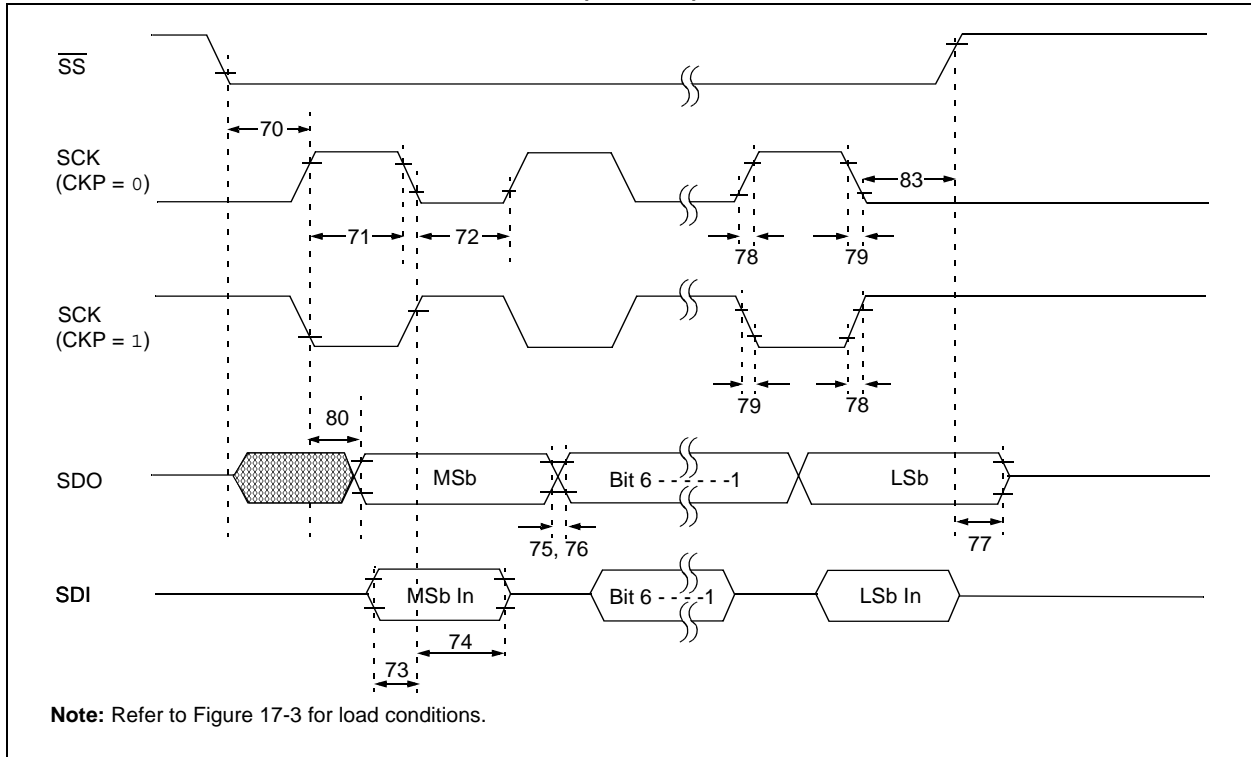 SS
70
SCK
(CKP = 0)
83
71
72
78
79
SCK
(CKP = 1)
79
78
80
SDO
MSb
Bit 6 - - - - - -1
LSb
75, 76
77
SDI
MSb In
Bit 6 - - - -1
LSb In
74
73
Note: Refer to Figure 17-3 for load conditions.